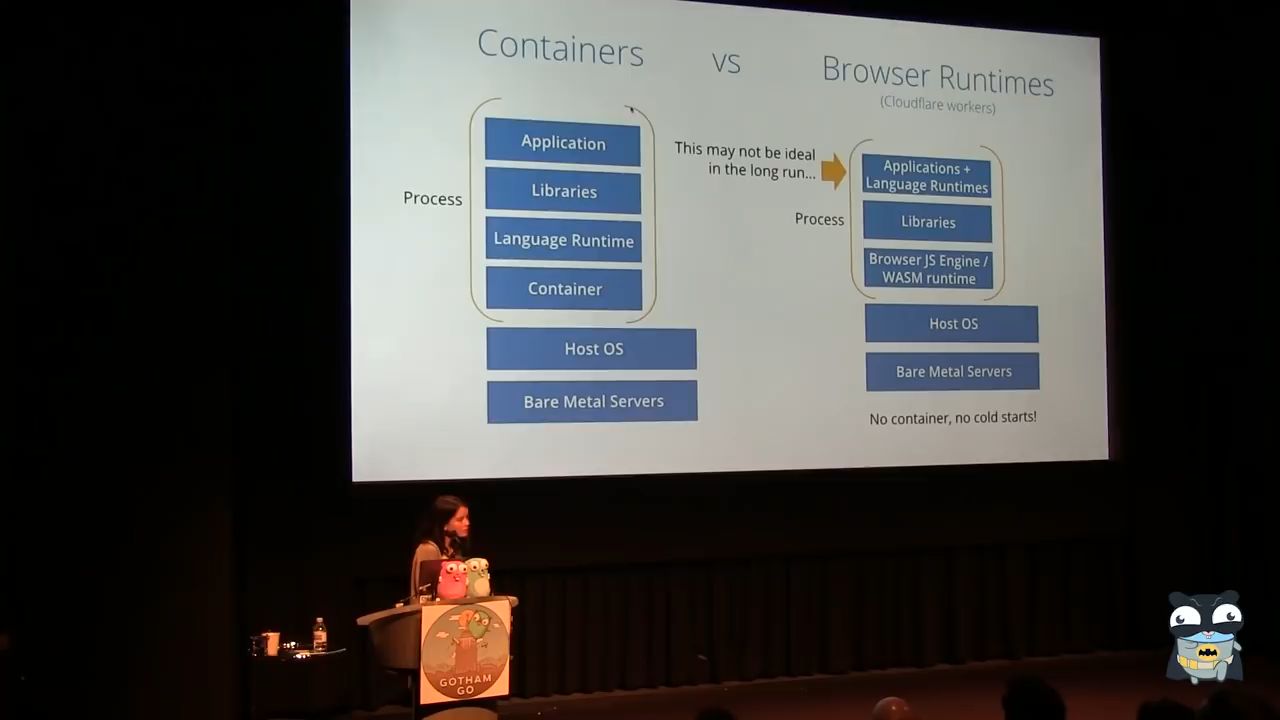 Containers
vs
Browser Runtimes
(Cloudflare workers)
Process
Application
Libraries
Language Runtime
Container
Host OS
Bare Metal Servers
This may not be ideal
in the long run...
Process
Applications +
Language Runtimes
Libraries
Browser JS Engine /
WASM runtime
Host OS
Bare Metal Servers
No container, no cold starts!
GOTHAM
GO